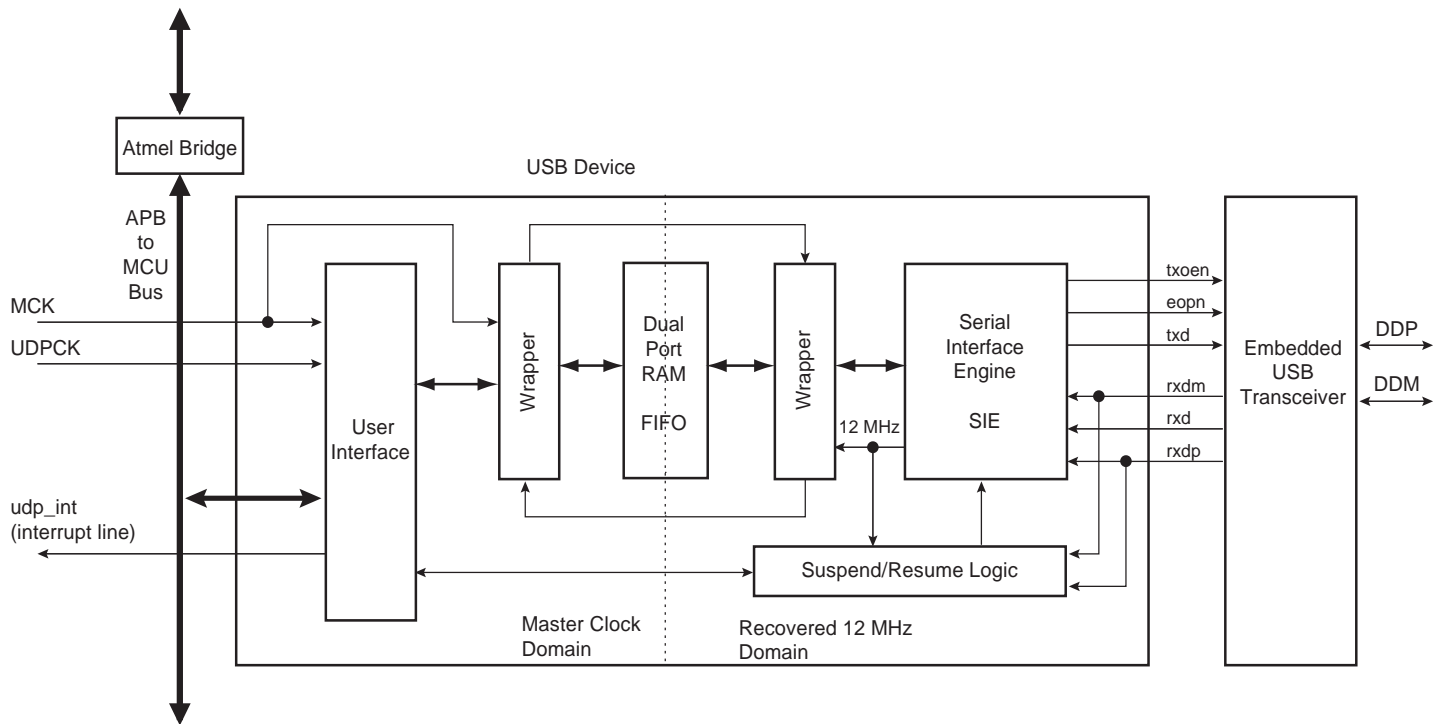 Atmel Bridge
USB Device
APB
to
MCU
Bus
MCK
UDPCK
udp_int
(interrupt line)
User
Interface
Wrapper
Dual
Port
RAM
FIFO
Wrapper
12 MHz
Serial
Interface
Engine
SIE
Suspend/Resume Logic
Master Clock
Domain
Recovered 12 MHz
Domain
txoen
eopn
txd
rxdm
rxd
rxdp
Embedded
USB
Transceiver
DDP
DDM